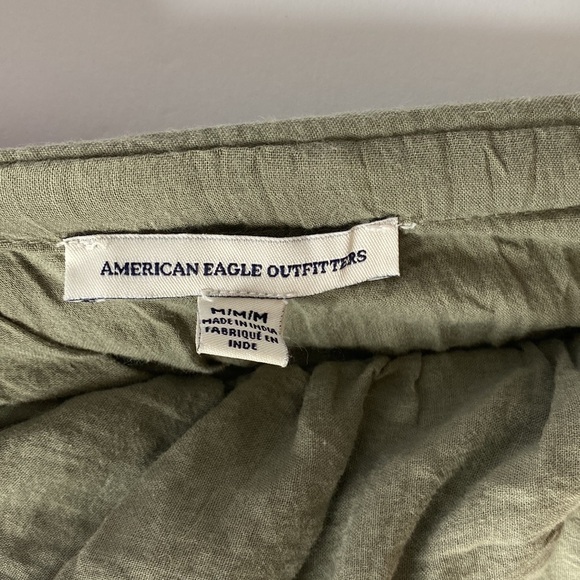 AMERICAN EAGLE OUTFITTERS
M/M/M
MADE IN INDIA
FABRIQUÉ EN
INDE